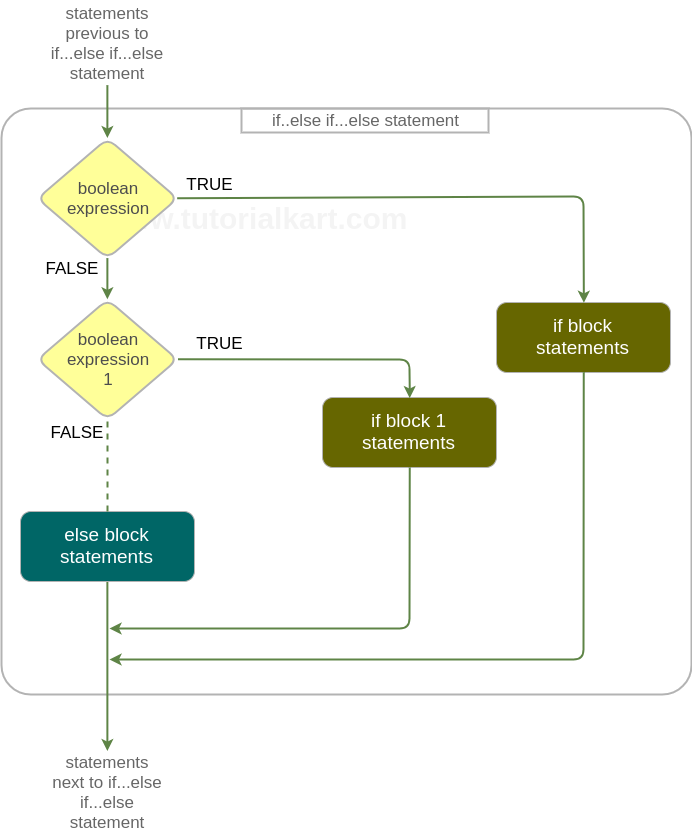 statements
previous to
if...else if...else
statement
if..else if...else statement
boolean
expression
TRUE
w.tutorialkart.com
FALSE
boolean
expression
1
TRUE
if block
statements
if block 1
statements
FALSE
else block
statements
statements
next to if...else
if...else
statement